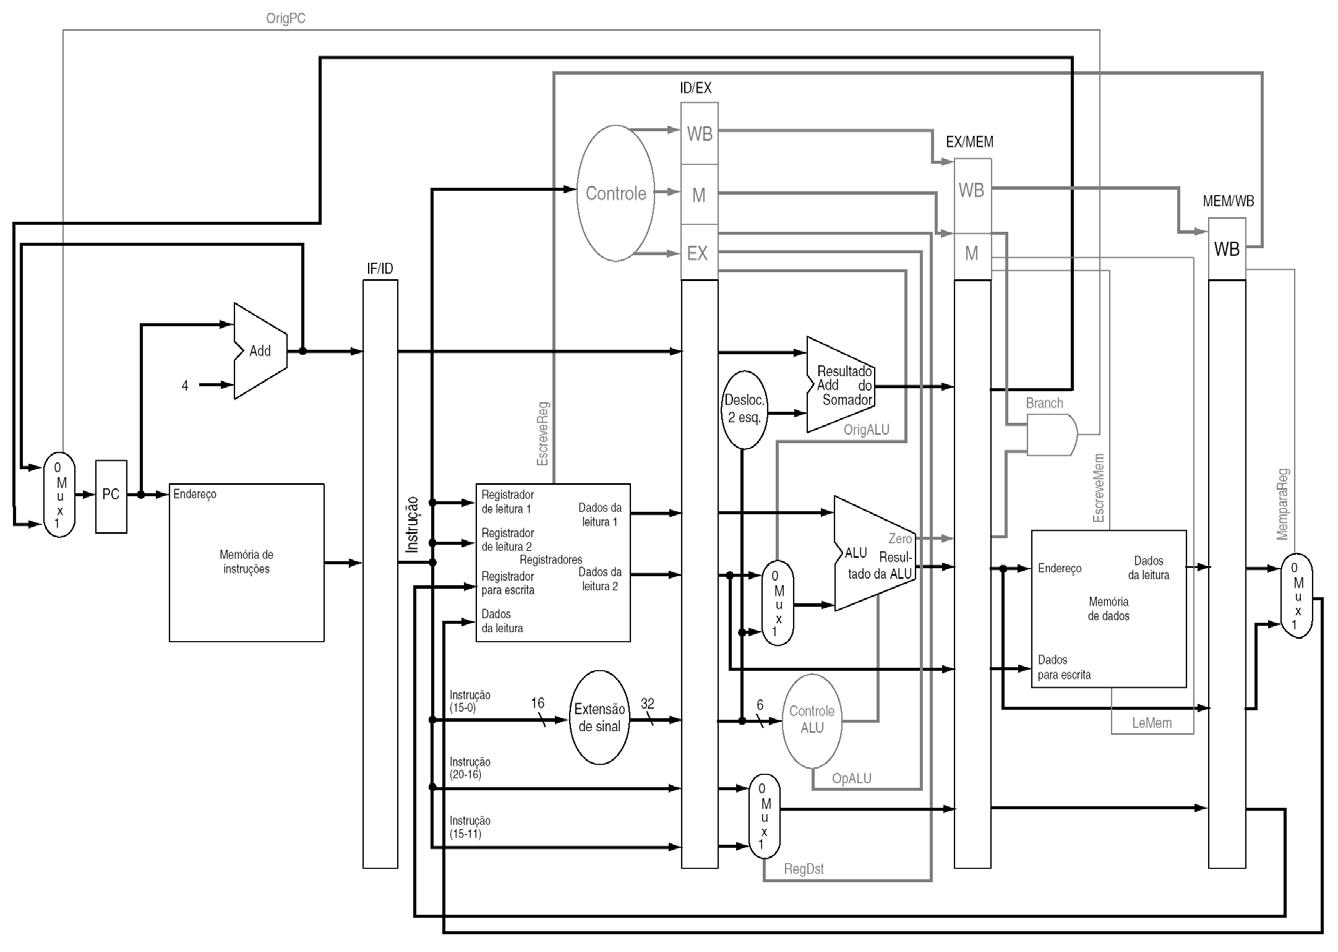 OrigPC
ID/EX
WB
EX/MEM
Controle
M
WB
MEM/WB
EX
M
WB
IF/ID
Add
4
Resultado
Add do
Somador
Desloc.
2 esq.
Branch
OrigALU
EscreveReg
0
M
u
x
1
PC
Endereço
Memória de
instruções
Instrução
Registrador
de leitura 1
Registrador
de leitura 2
Registradores
Registrador
para escrita
Dados
da leitura
Dados da
leitura 1
Dados da
leitura 2
0
M
u
x
1
ALU
Zero
Resul-
tado da ALU
EscreveMem
Endereço
Dados
da leitura
Memória
de dados
Dados
para escrita
MemparaReg
0
M
u
x
1
Instrução
(15-0)
16
Extensão
de sinal
32
6
Controle
ALU
LeMem
Instrução
(20-16)
OpALU
0
M
u
x
1
Instrução
(15-11)
RegDst